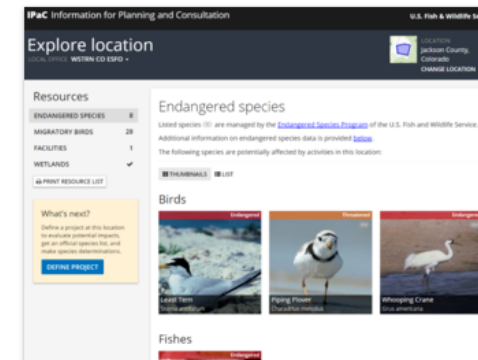 IPaC Information for Planning and Consultation
U.S. Fish & Wildlife
Explore location
LOCAL OFFICE WSTRN CO ESFO
LOCATION
Jackson County,
Colorado
CHANGE LOCATION
Resources
ENDANGERED SPECIES 8
MIGRATORY BIRDS 28
FACILITIES 1
WETLANDS
PRINT RESOURCE LIST
What's next?
Define a project at this location
to evaluate potential impacts,
get an official species list, and
make species determinations.
DEFINE PROJECT
Endangered species
Listed species are managed by the Endangered Species Program of the U.S. Fish and Wildlife Service.
Additional information on endangered species data is provided below.
The following species are potentially affected by activities in this location:
THUMBNAILS LIST
Birds
Endangered
Least Tern
Sterna antillarum
Threatened
Piping Plover
Charadrius melodus
Endangered
Whooping Crane
Grus americana
Fishes
Endangered